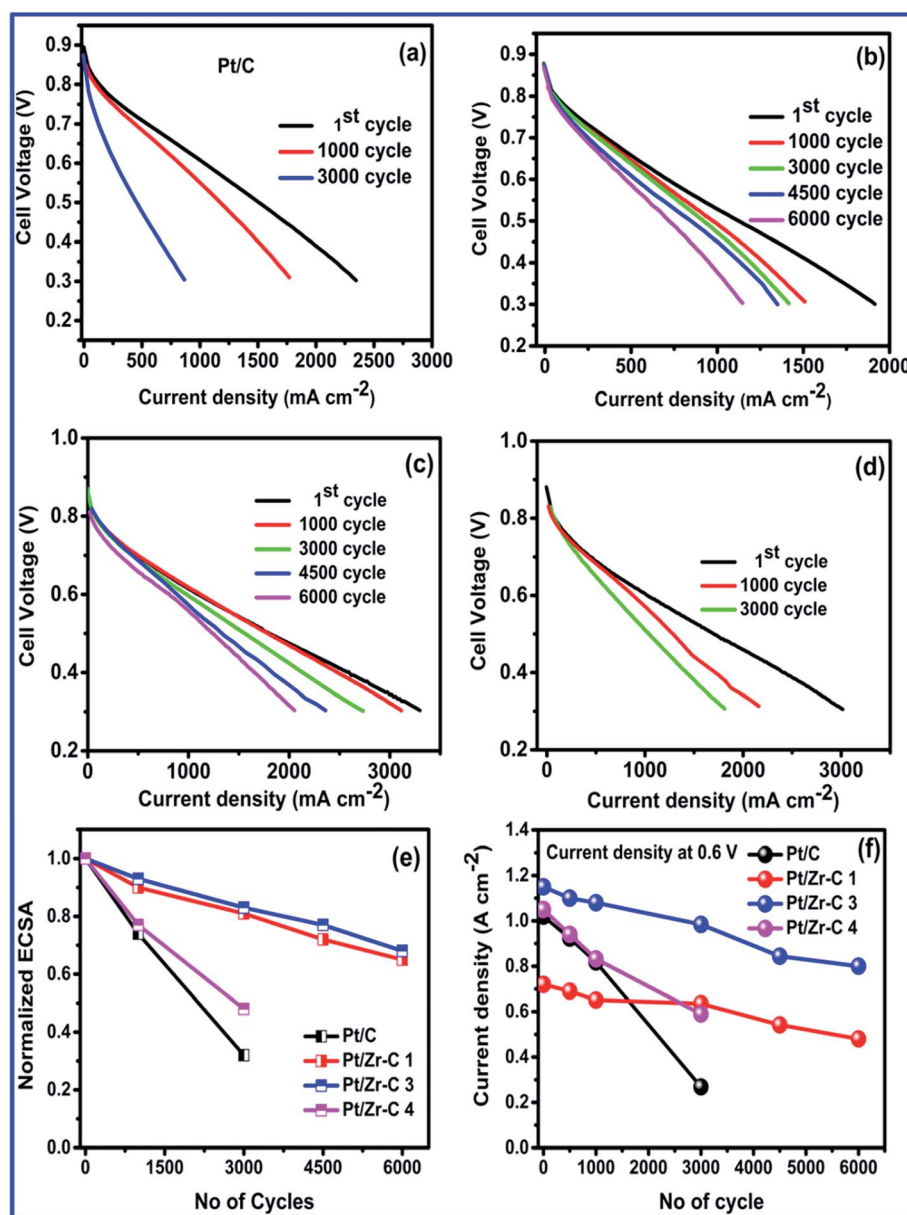 (a)
Pt/C
1st cycle
1000 cycle
3000 cycle
0.9
0.8
0.7
0.6
0.5
0.4
0.3
0.2
Cell Voltage (V)
0 500 1000 1500 2000 2500 3000
Current density (mA cm-2)
(b)
1st cycle
1000 cycle
3000 cycle
4500 cycle
6000 cycle
0.9
0.8
0.7
0.6
0.5
0.4
0.3
0.2
Cell Voltage (V)
0 500 1000 1500 2000
Current density (mA cm-2)
(c)
1st cycle
1000 cycle
3000 cycle
4500 cycle
6000 cycle
1.0
0.8
0.6
0.4
0.2
Cell Voltage (V)
0 1000 2000 3000
Current density (mA cm-2)
(d)
1st cycle
1000 cycle
3000 cycle
1.0
0.8
0.6
0.4
0.2
Cell Voltage (V)
0 1000 2000 3000
Current density (mA cm-2)
(e)
Pt/C
Pt/Zr-C 1
Pt/Zr-C 3
Pt/Zr-C 4
1.0
0.8
0.6
0.4
0.2
0.0
Normalized ECSA
0 1500 3000 4500 6000
No of Cycles
(f)
Current density at 0.6 V
Pt/C
Pt/Zr-C 1
Pt/Zr-C 3
Pt/Zr-C 4
1.4
1.2
1.0
0.8
0.6
0.4
0.2
0.0
Current density (A cm-2)
0 1000 2000 3000 4000 5000 6000
No of cycle